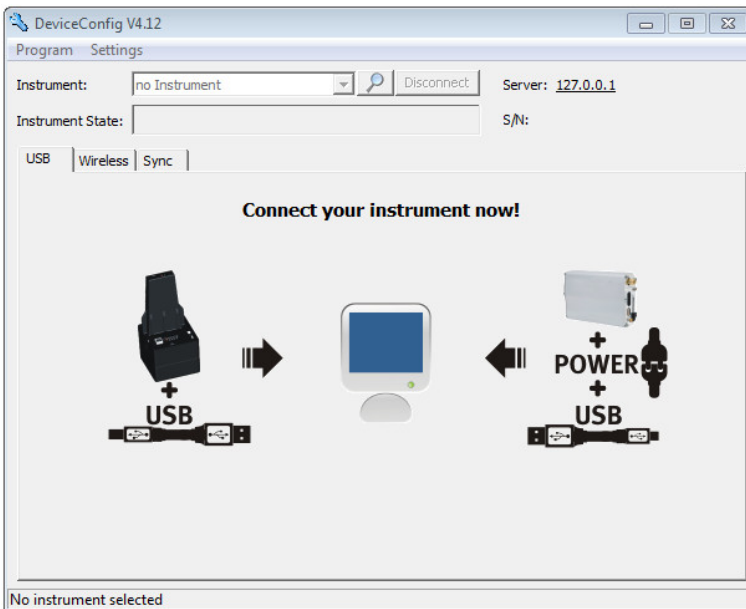 DeviceConfig V4.12
Program Settings
Instrument: no Instrument Disconnect Server: 127.0.0.1
Instrument State: S/N:
USB Wireless Sync
Connect your instrument now!
+
POWER
+ +
USB USB
No instrument selected